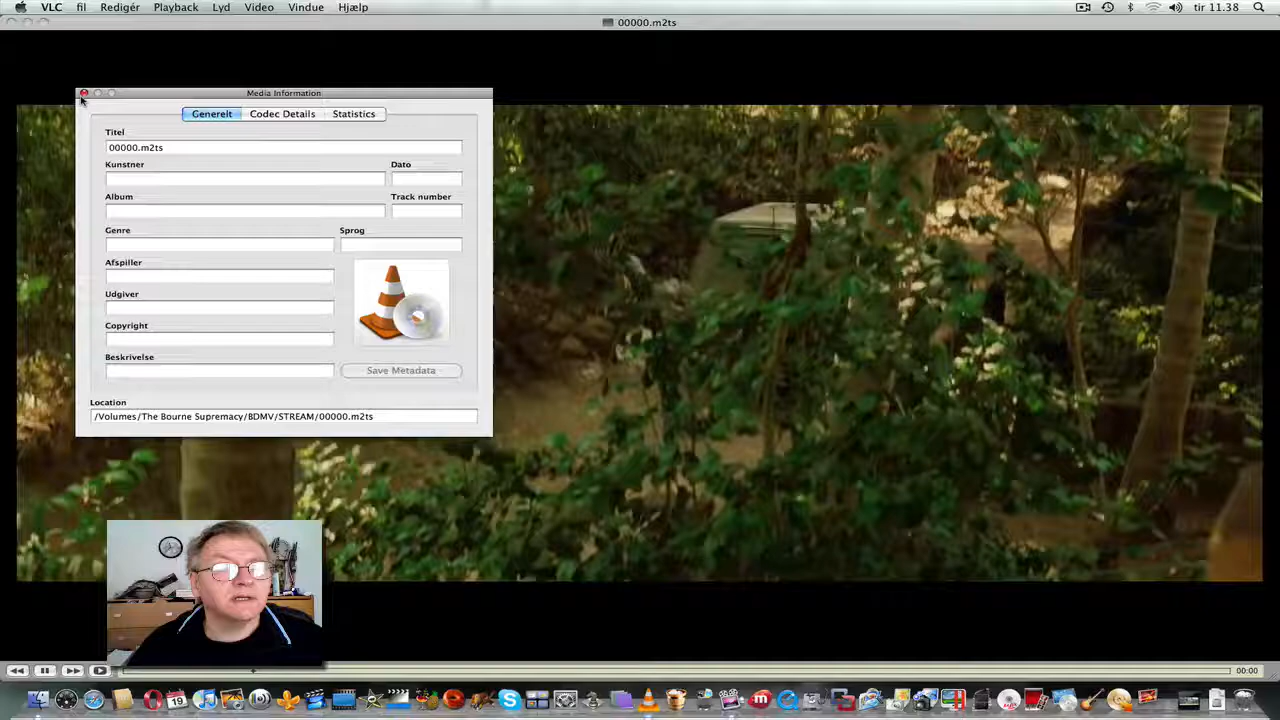 VLC fil Redigér Playback Lyd Video Vindue Hjælp tir 11.38
00000.m2ts
Media Information
Generelt Codec Details Statistics
Titel
00000.m2ts
Kunstner Dato
Album Track number
Genre Sprog
Afspiller
Udgiver
Copyright
Beskrivelse
Save Metadata
Location
/Volumes/The Bourne Supremacy/BDMV/STREAM/00000.m2ts
00:00
19